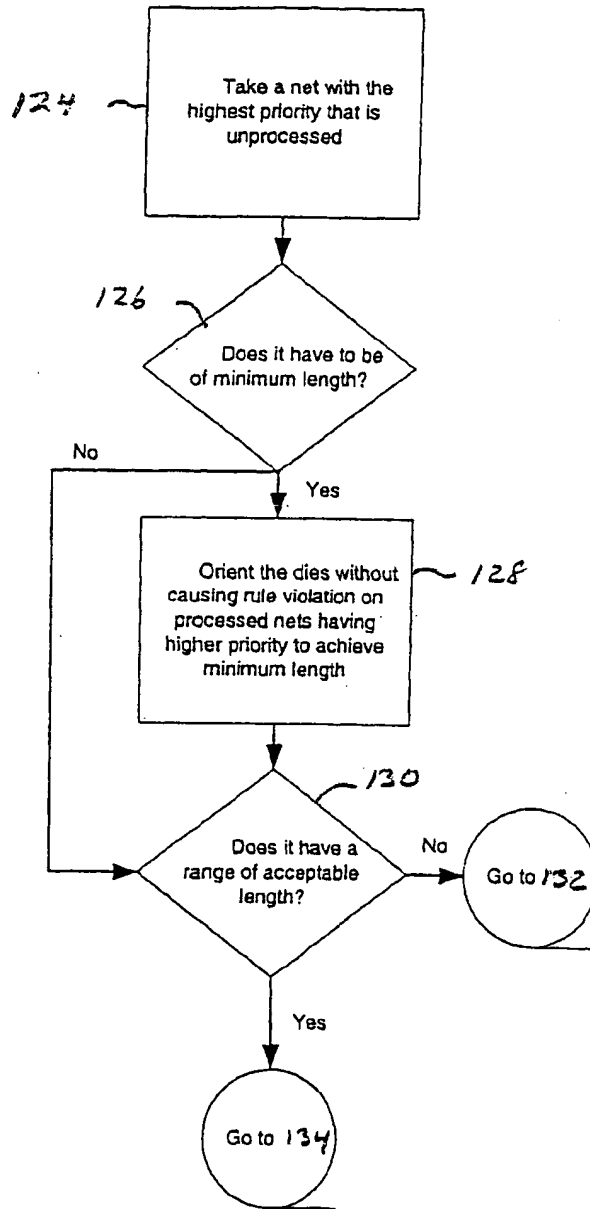 Take a net with the
highest priority that is
unprocessed
124
126
Does it have to be
of minimum length?
No
Yes
Orient the dies without
causing rule violation on
processed nets having
higher priority to achieve
minimum length
128
130
Does it have a
range of acceptable
length?
No
Go to 132
Yes
Go to 134